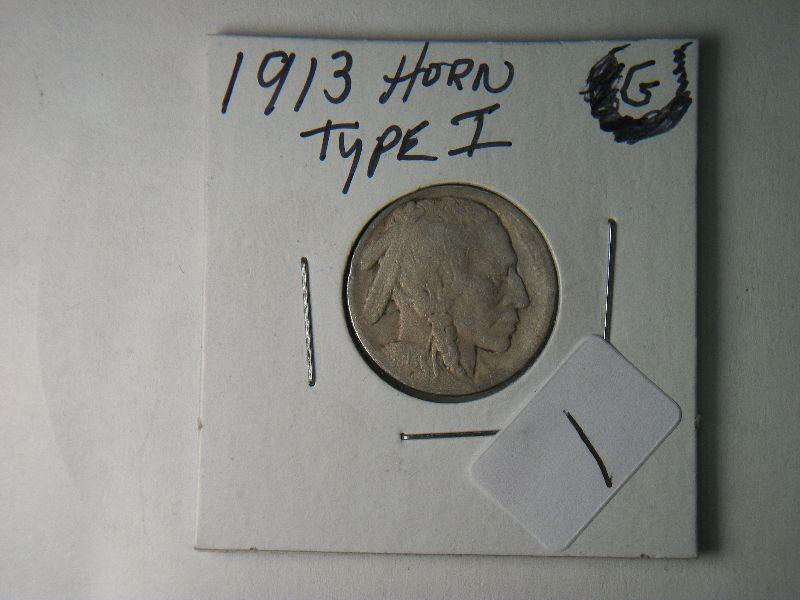 1913 HORN
TYPE I
G
1